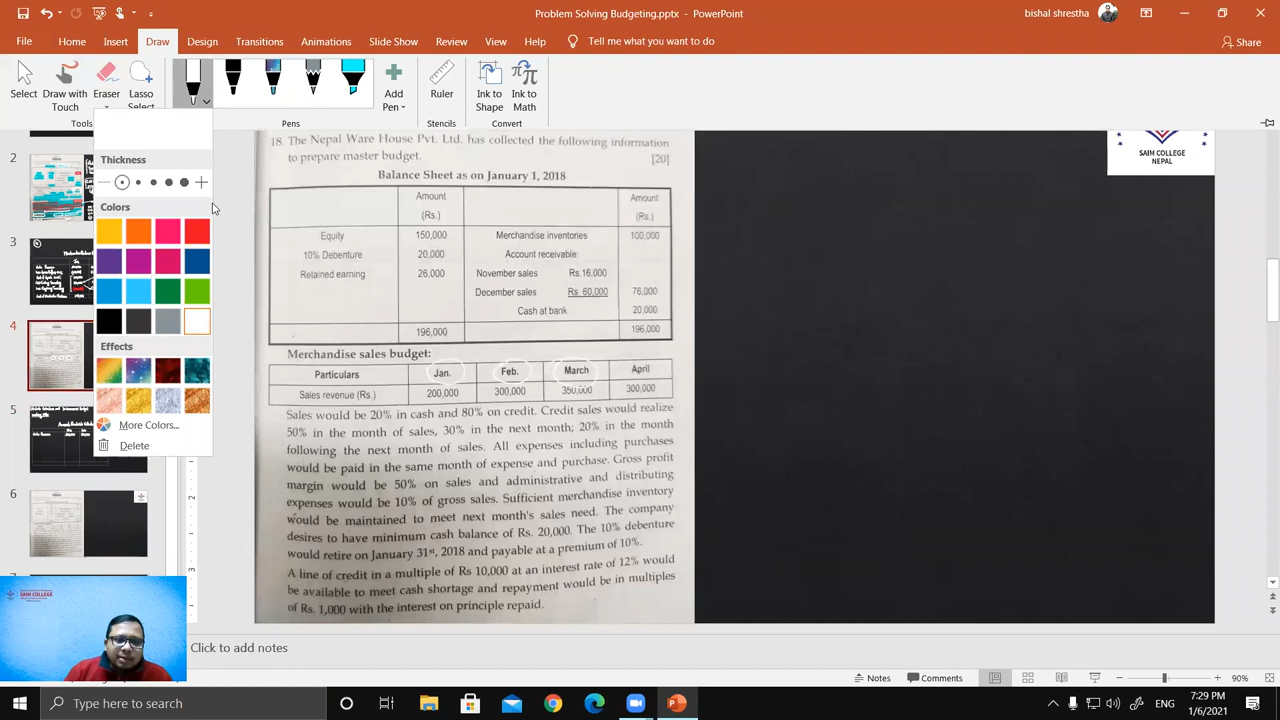 Problem Solving Budgeting.pptx - PowerPoint
bishal shrestha
File Home Insert Draw Design Transitions Animations Slide Show Review View Help Tell me what you want to do
Share
Select
Draw with Touch
Eraser
Lasso Select
Add Pen
Ruler
Ink to Shape
Ink to Math
Tools
Pens
Stencils
Convert
Thickness
Colors
Effects
More Colors...
Delete
2
3
4
5
6
18. The Nepal Ware House Pvt. Ltd. has collected the following information
to prepare master budget. [20]
Balance Sheet as on January 1, 2018
Amount (Rs.) Amount (Rs.)
Equity 150,000 Merchandise inventories 100,000
10% Debenture 20,000 Account receivable:
Retained earning 26,000 November sales Rs.16,000
December sales Rs. 60,000 76,000
Cash at bank 20,000
196,000 196,000
Merchandise sales budget:
Particulars Jan. Feb. March April
Sales revenue (Rs.) 200,000 300,000 350,000 300,000
Sales would be 20% in cash and 80% on credit. Credit sales would realize
50% in the month of sales, 30% in the next month; 20% in the month
following the next month of sales. All expenses including purchases
would be paid in the same month of expense and purchase. Gross profit
margin would be 50% on sales and administrative and distributing
expenses would be 10% of gross sales. Sufficient merchandise inventory
would be maintained to meet next month's sales need. The company
desires to have minimum cash balance of Rs. 20,000. The 10% debenture
would retire on January 31st, 2018 and payable at a premium of 10%.
A line of credit in a multiple of Rs 10,000 at an interest rate of 12% would
be available to meet cash shortage and repayment would be in multiples
of Rs. 1,000 with the interest on principle repaid.
SAIM COLLEGE
NEPAL
2
3
SAIM COLLEGE
Click to add notes
Notes
Comments
90%
Type here to search
ENG
7:29 PM
1/6/2021